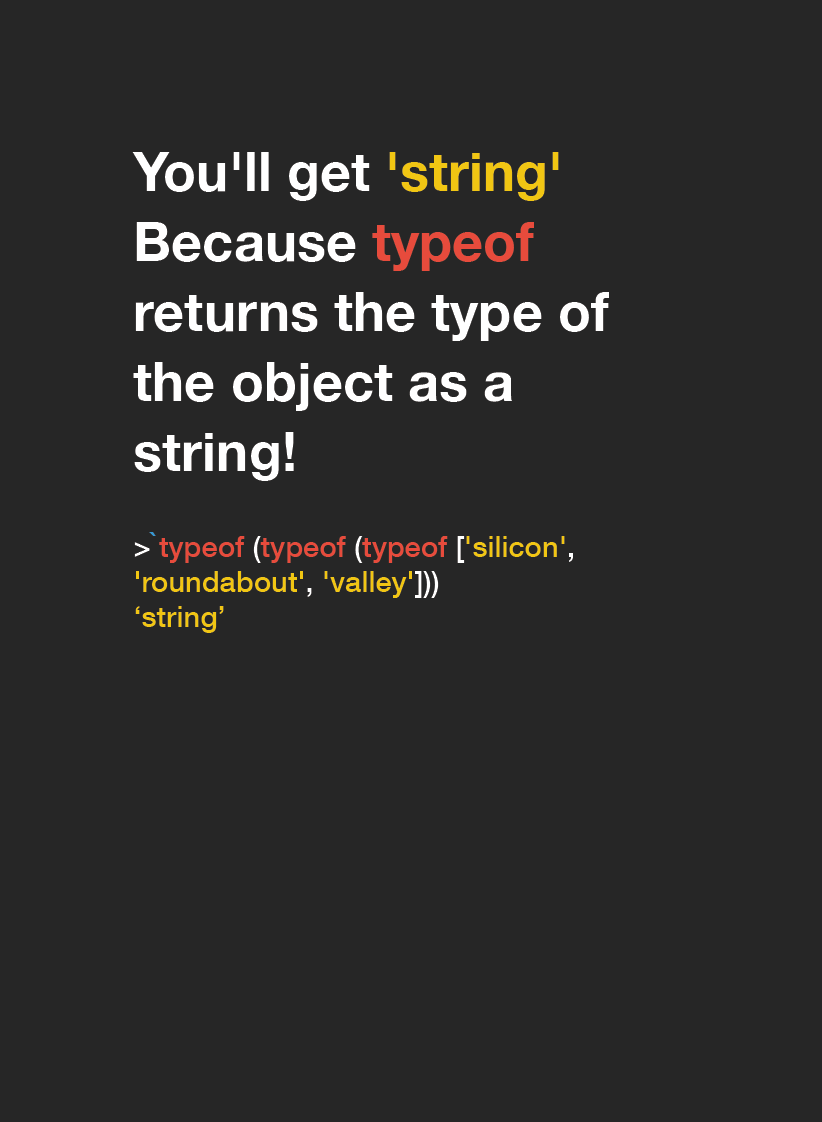 You'll get 'string'
Because typeof
returns the type of
the object as a
string!
>`typeof (typeof (typeof ['silicon',
'roundabout', 'valley']))
‘string’